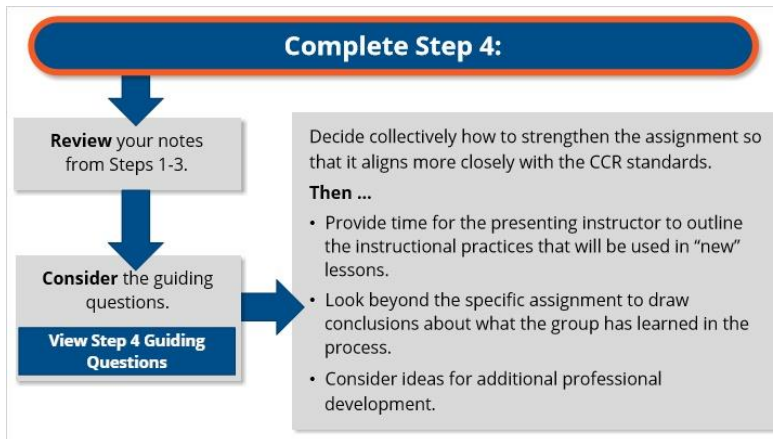 Complete Step 4:
Review your notes
from Steps 1-3.
Consider the guiding
questions.
View Step 4 Guiding
Questions
Decide collectively how to strengthen the assignment so
that it aligns more closely with the CCR standards.
Then ...
• Provide time for the presenting instructor to outline
the instructional practices that will be used in “new”
lessons.
• Look beyond the specific assignment to draw
conclusions about what the group has learned in the
process.
• Consider ideas for additional professional
development.